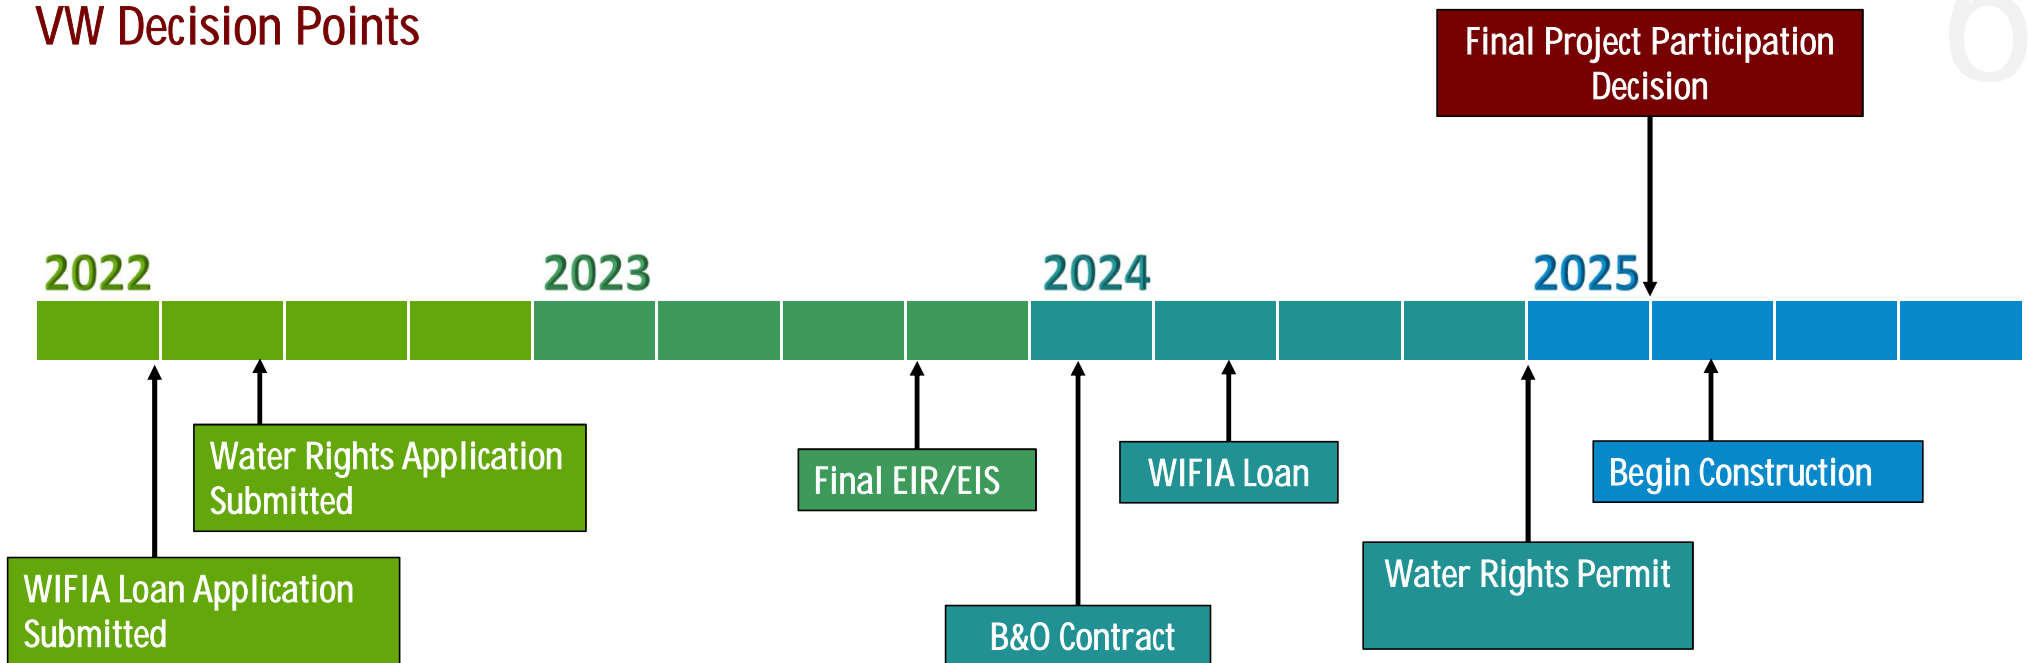 VW Decision Points
6
Final Project Participation
Decision
2022
2023
2024
2025
Water Rights Application
Submitted
Final EIR/EIS
WIFIA Loan
Begin Construction
WIFIA Loan Application
Submitted
B&O Contract
Water Rights Permit